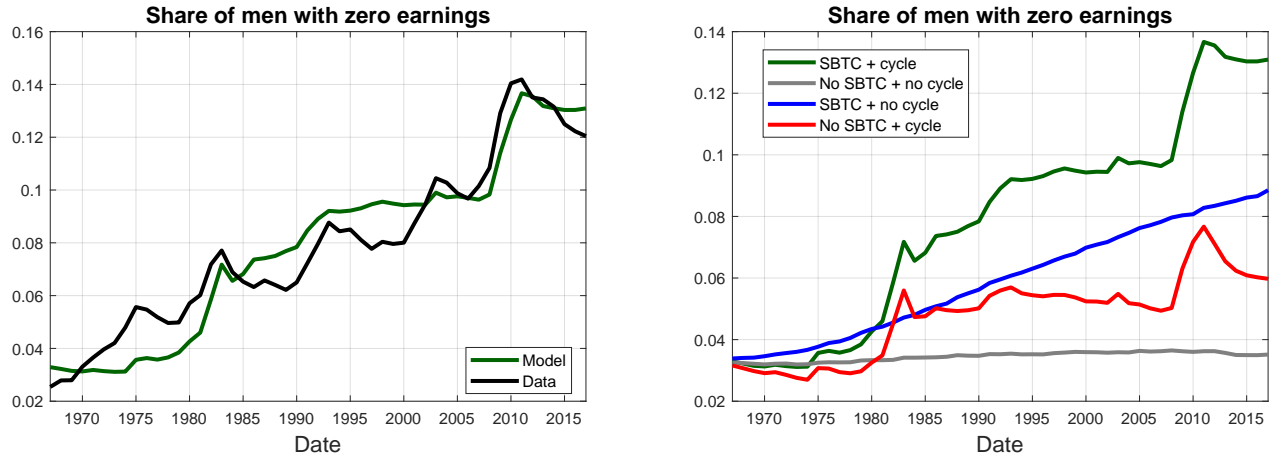 Share of men with zero earnings
0.16
0.14
0.12
0.1
0.08
0.06
0.04
0.02
1970 1975 1980 1985 1990 1995 2000 2005 2010 2015
Date
Model
Data
Share of men with zero earnings
0.14
0.12
0.1
0.08
0.06
0.04
0.02
1970 1975 1980 1985 1990 1995 2000 2005 2010 2015
Date
SBTC + cycle
No SBTC + no cycle
SBTC + no cycle
No SBTC + cycle